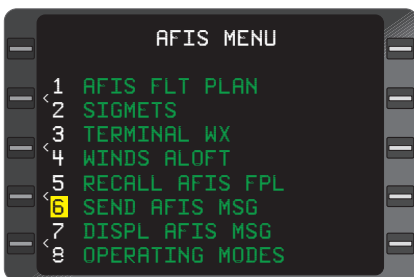 AFIS MENU
1 AFIS FLT PLAN
2 SIGMETS
3 TERMINAL WX
4 WINDS ALOFT
5 RECALL AFIS FPL
6 SEND AFIS MSG
7 DISPL AFIS MSG
8 OPERATING MODES